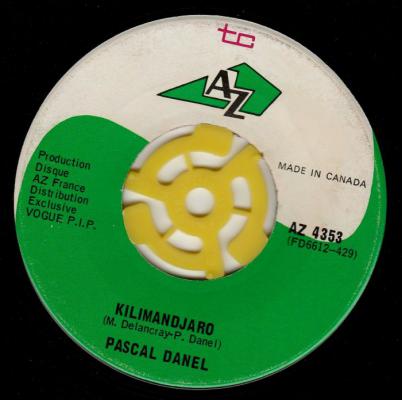 tc
AZ
MADE IN CANADA
Production
Disque
AZ France
Distribution
Exclusive
VOGUE P.I.P.
AZ 4353
(FD6612-429)
KILIMANDJARO
(M. Delancray-P. Danel)
PASCAL DANEL